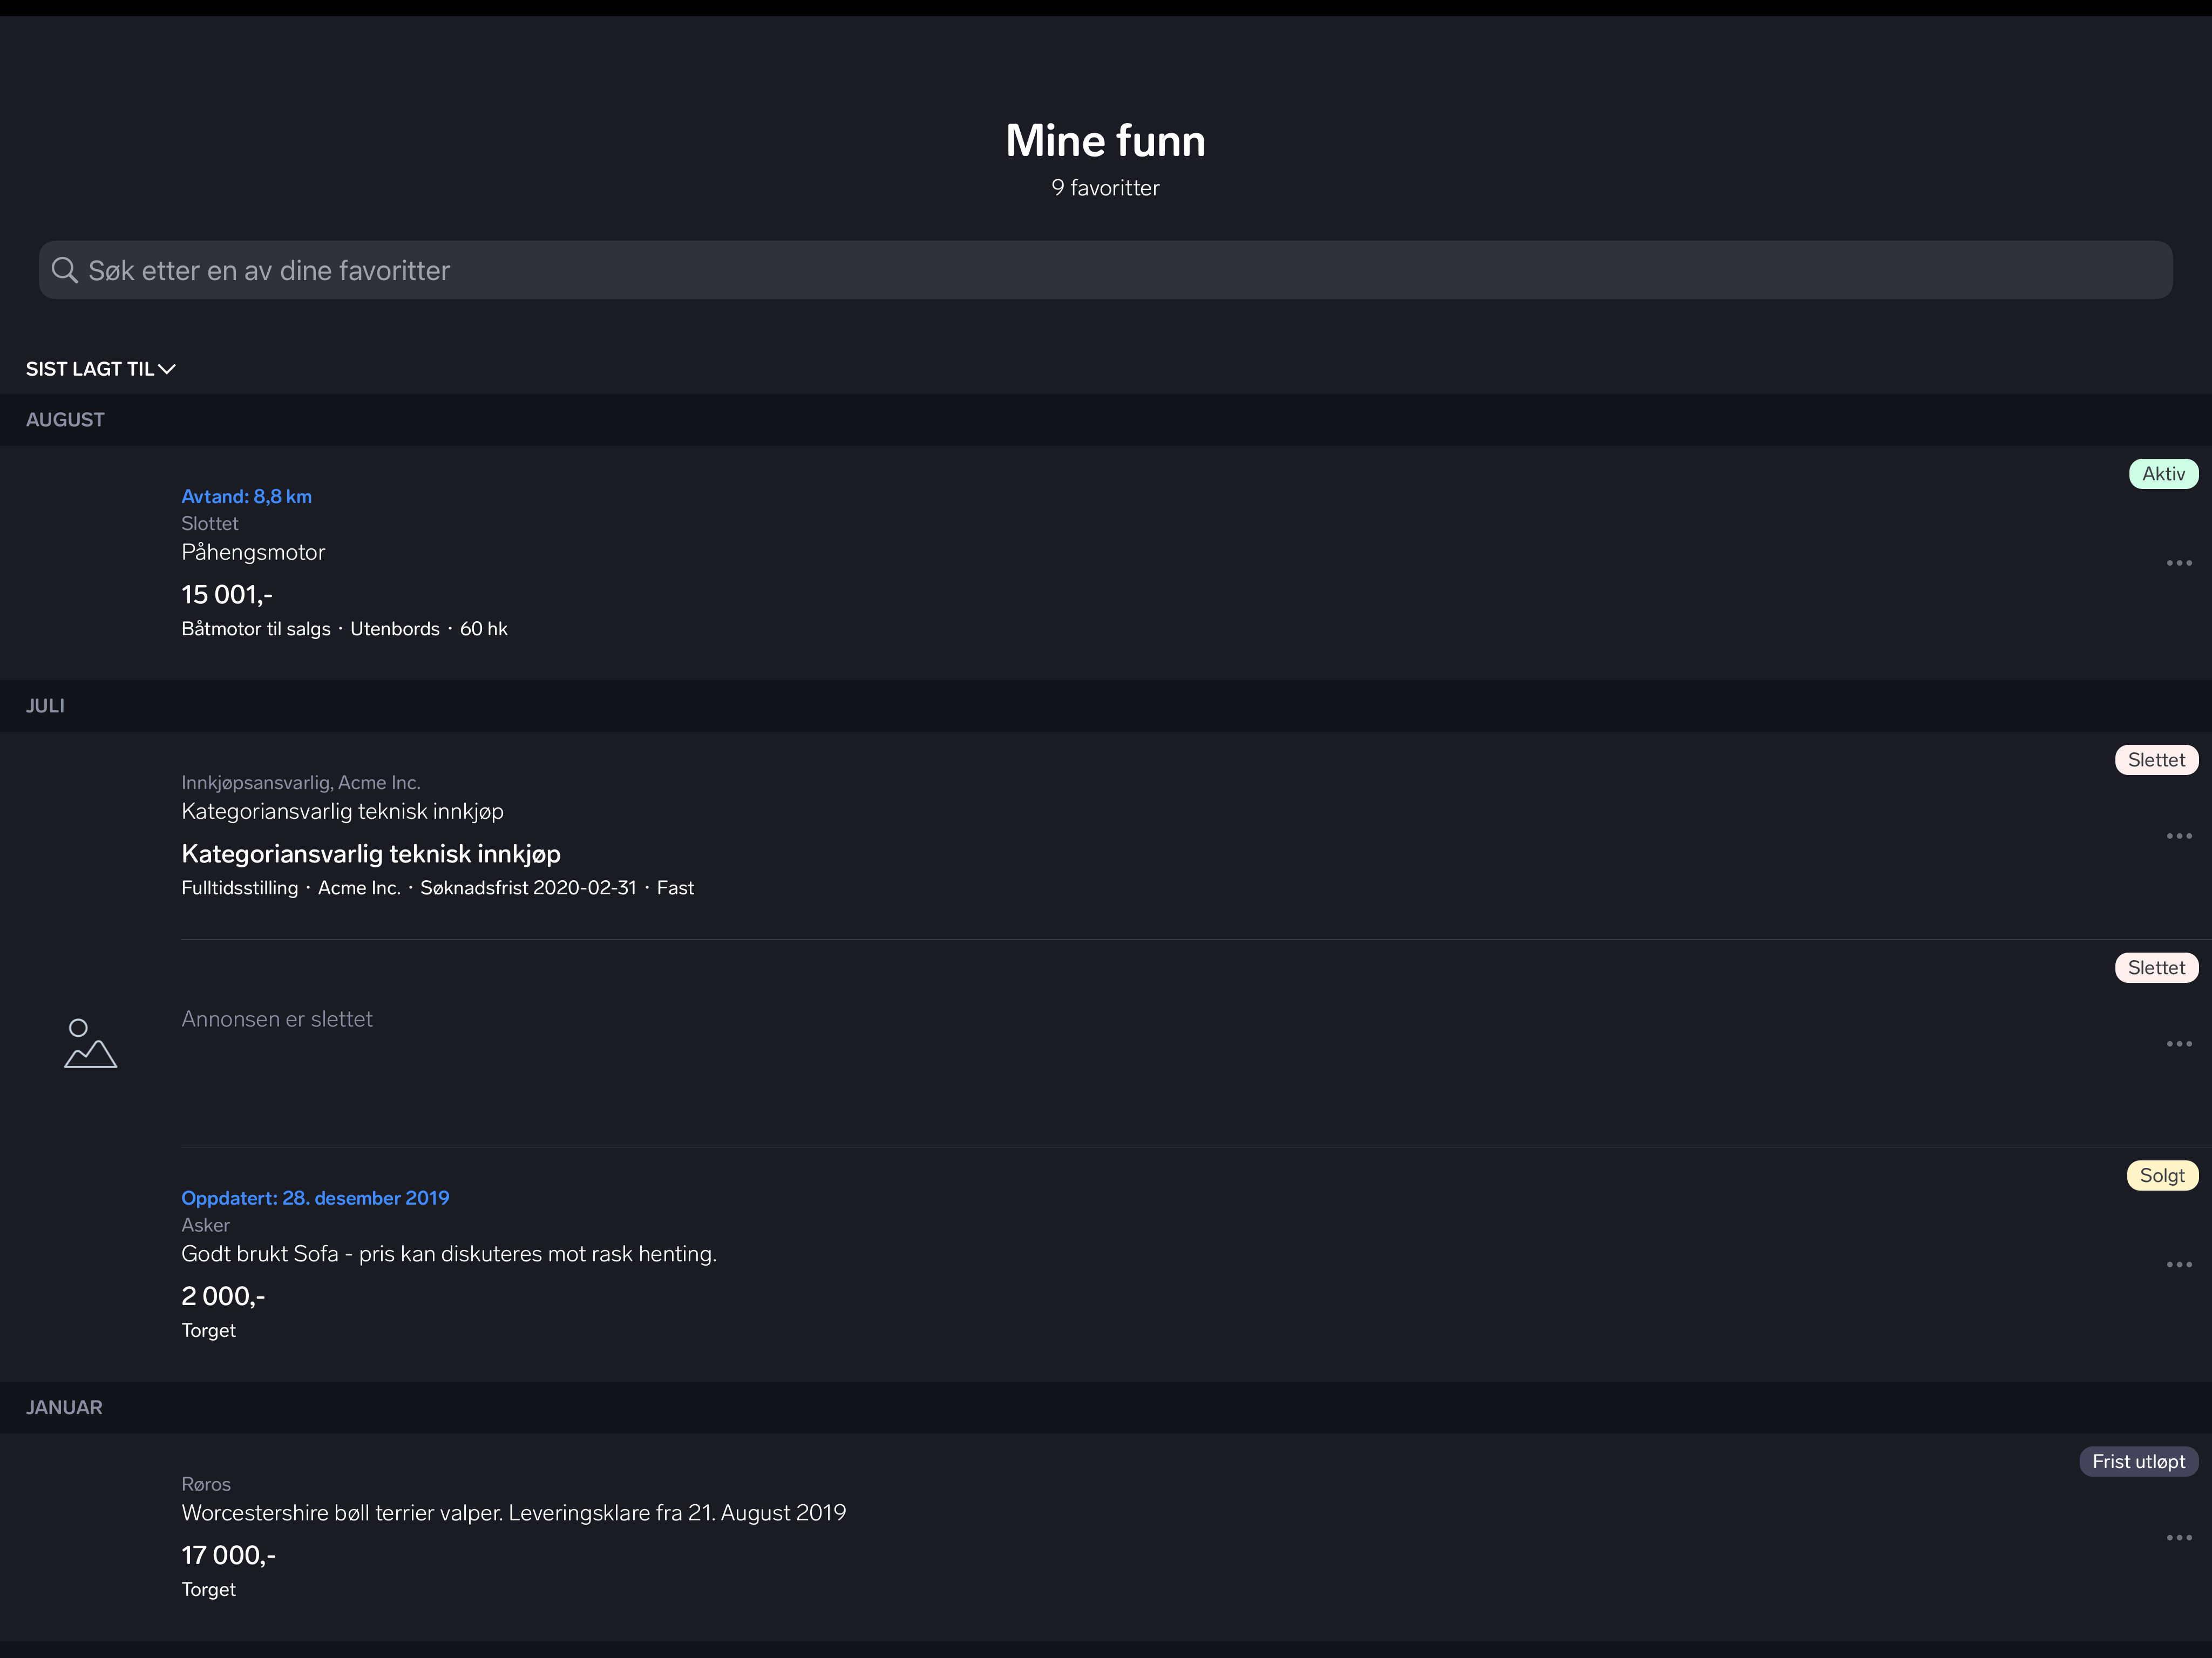 Mine funn
9 favoritter
Søk etter en av dine favoritter
SIST LAGT TIL
AUGUST
Aktiv
Avtand: 8,8 km
Slottet
Påhengsmotor
15 001,-
Båtmotor til salgs · Utenbords · 60 hk
JULI
Slettet
Innkjøpsansvarlig, Acme Inc.
Kategoriansvarlig teknisk innkjøp
Kategoriansvarlig teknisk innkjøp
Fulltidsstilling · Acme Inc. · Søknadsfrist 2020-02-31 · Fast
Slettet
Annonsen er slettet
Solgt
Oppdatert: 28. desember 2019
Asker
Godt brukt Sofa - pris kan diskuteres mot rask henting.
2 000,-
Torget
JANUAR
Frist utløpt
Røros
Worcestershire bøll terrier valper. Leveringsklare fra 21. August 2019
17 000,-
Torget